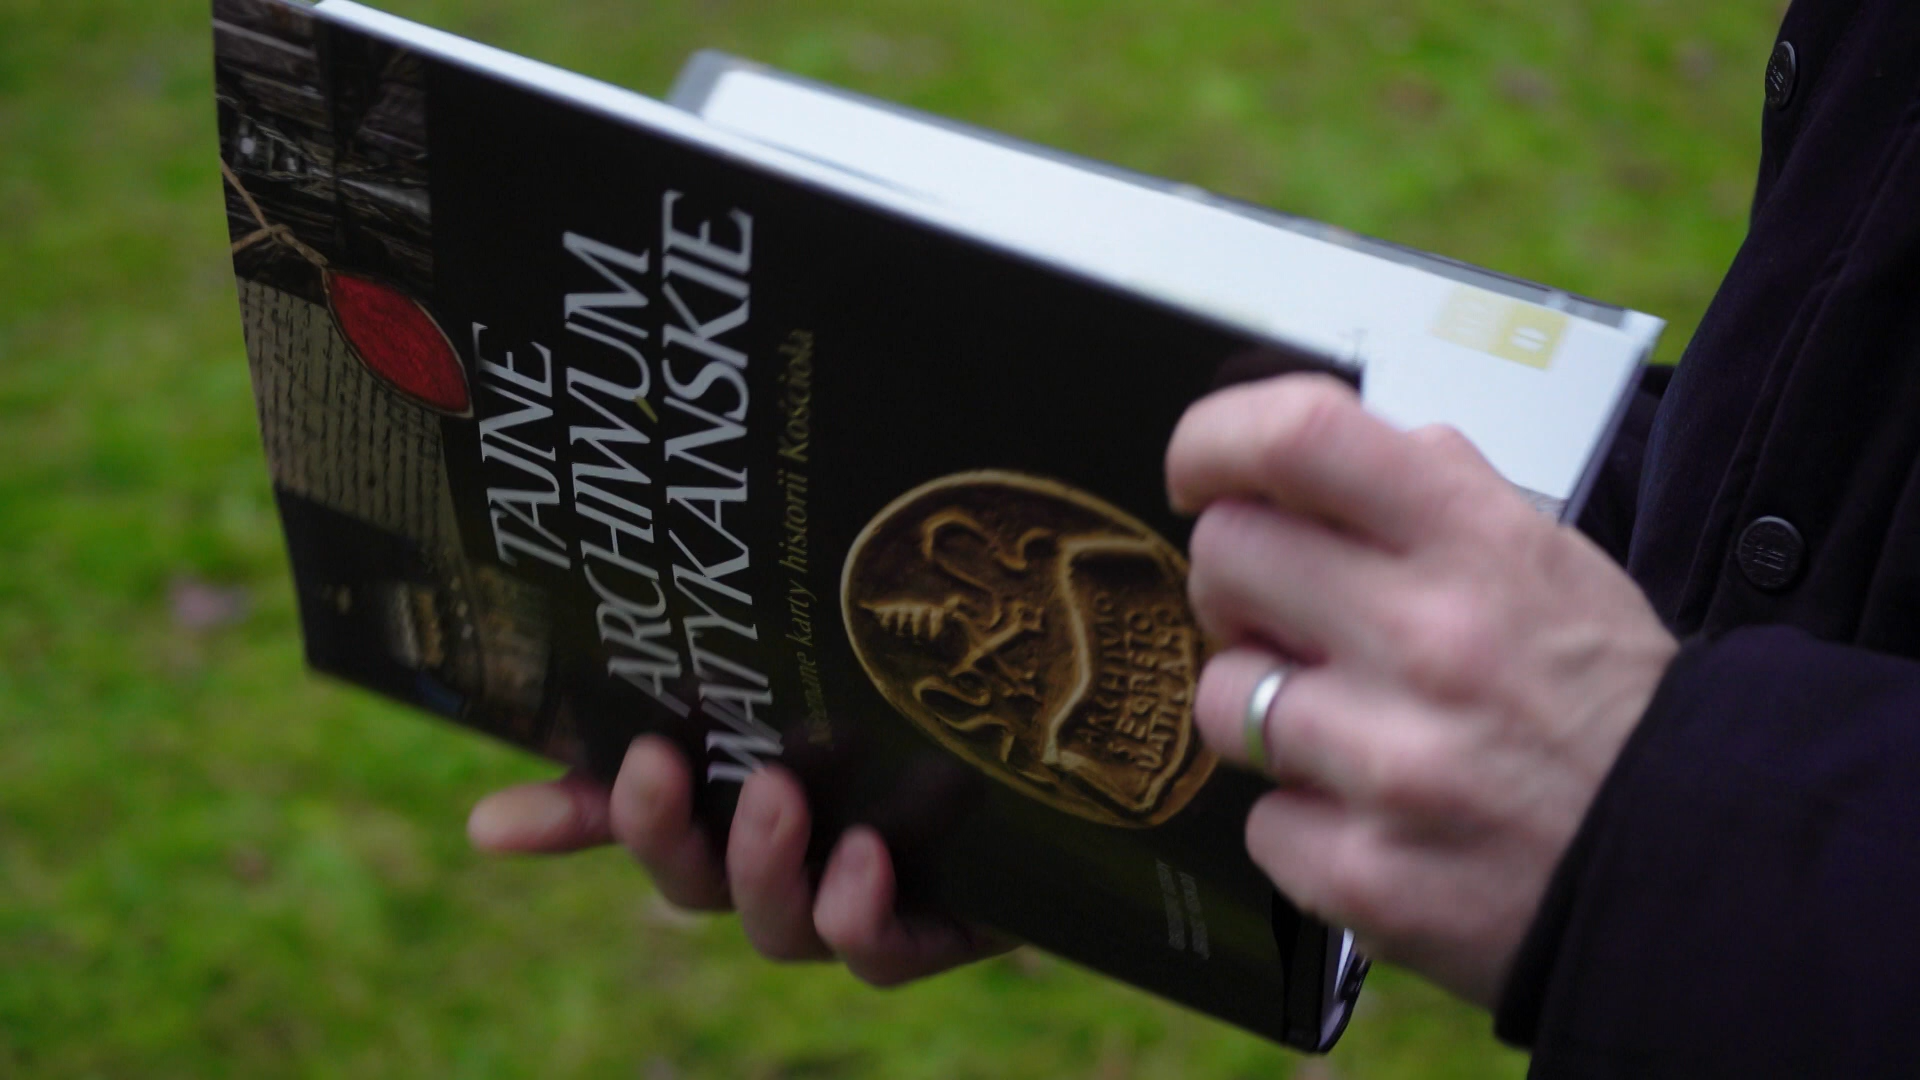 TAJNE
ARCHIWUM
WATYKAŃSKIE
karty historii Kościoła
ARCHIVIO
SEGRETO
VATICANO